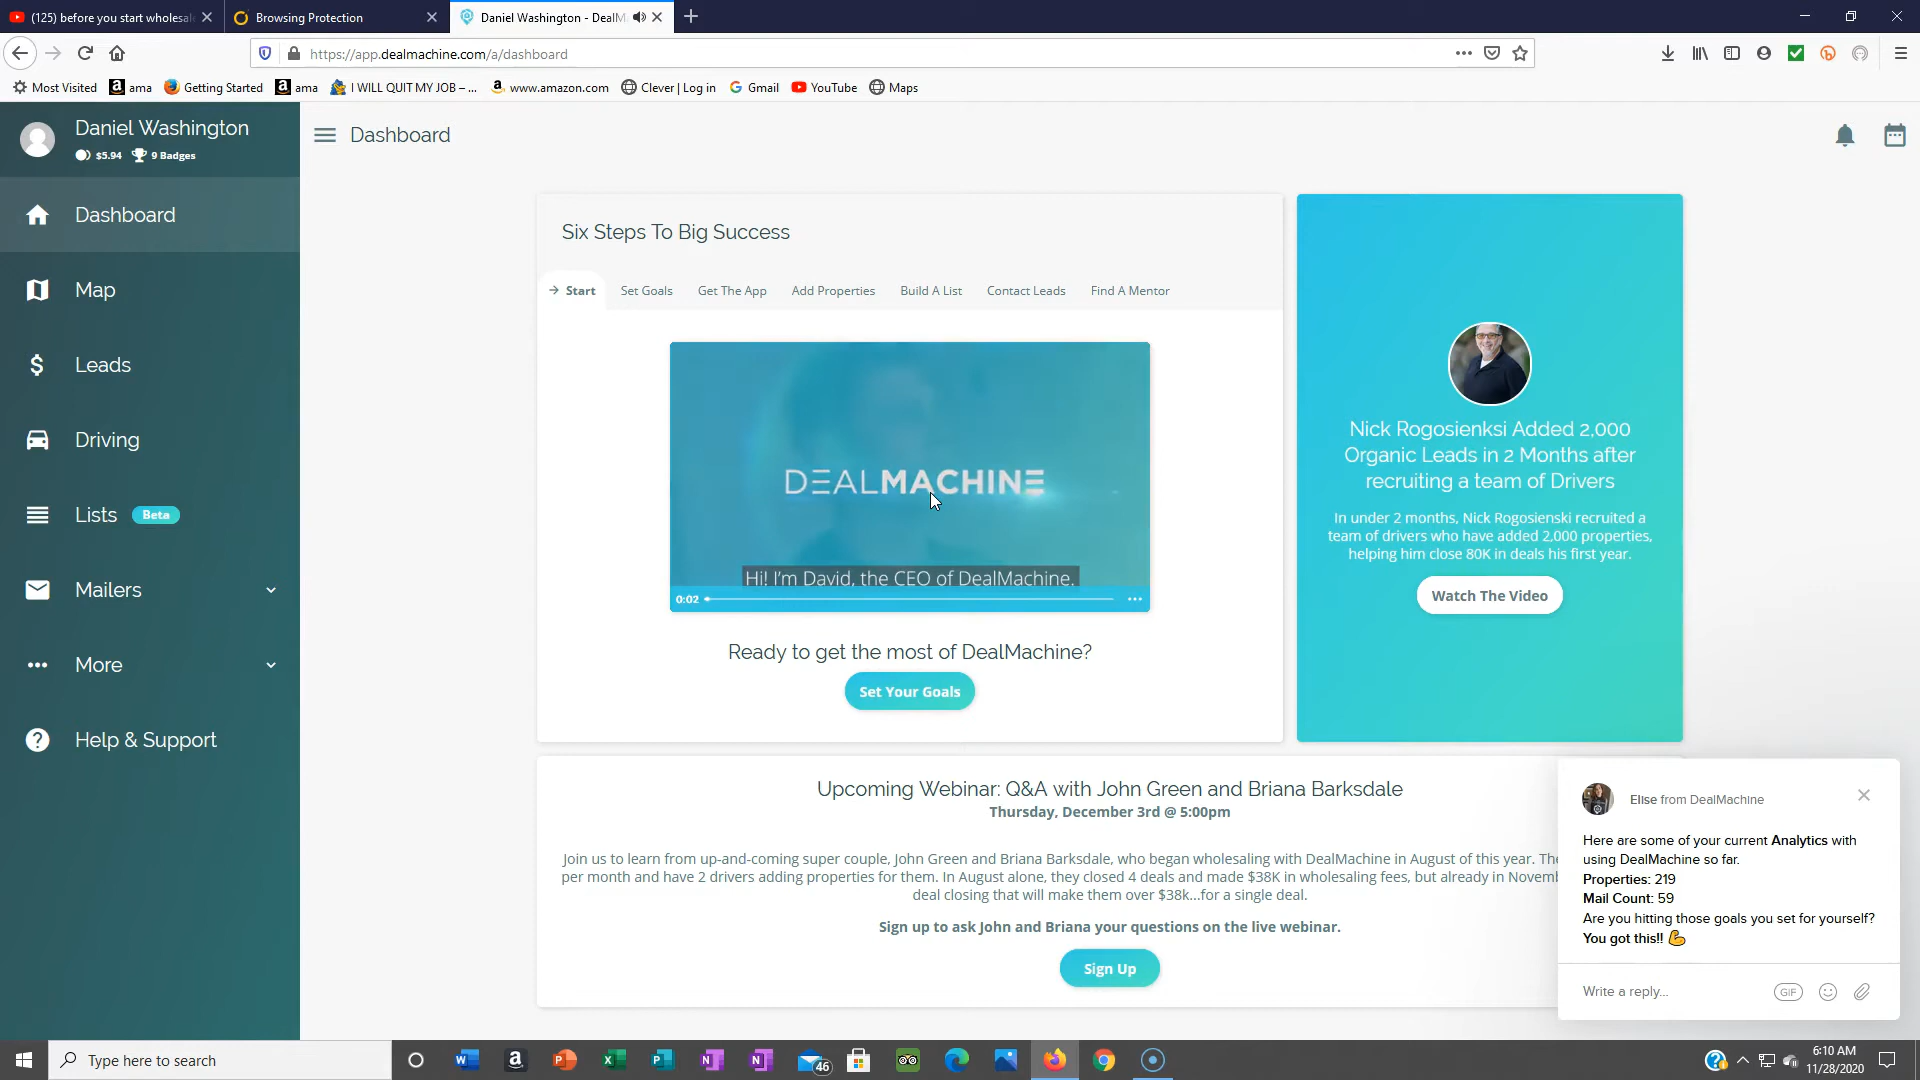 (125) before you start wholesal
Browsing Protection
Daniel Washington - DealM
https://app.dealmachine.com/a/dashboard
Most Visited
ama
Getting Started
ama
I WILL QUIT MY JOB – ...
www.amazon.com
Clever | Log in
Gmail
YouTube
Maps
Daniel Washington
$5.94 9 Badges
Dashboard
Map
Leads
Driving
Lists Beta
Mailers
More
Help & Support
Dashboard
Six Steps To Big Success
Start
Set Goals
Get The App
Add Properties
Build A List
Contact Leads
Find A Mentor
DEALMACHINE
Hi! I'm David, the CEO of DealMachine.
0:02
Ready to get the most of DealMachine?
Set Your Goals
Nick Rogosienksi Added 2,000
Organic Leads in 2 Months after
recruiting a team of Drivers
In under 2 months, Nick Rogosienski recruited a
team of drivers who have added 2,000 properties,
helping him close 80K in deals his first year.
Watch The Video
Upcoming Webinar: Q&A with John Green and Briana Barksdale
Thursday, December 3rd @ 5:00pm
Join us to learn from up-and-coming super couple, John Green and Briana Barksdale, who began wholesaling with DealMachine in August of this year. The
per month and have 2 drivers adding properties for them. In August alone, they closed 4 deals and made $38K in wholesaling fees, but already in Novemb
deal closing that will make them over $38k...for a single deal.
Sign up to ask John and Briana your questions on the live webinar.
Sign Up
Elise from DealMachine
Here are some of your current Analytics with
using DealMachine so far.
Properties: 219
Mail Count: 59
Are you hitting those goals you set for yourself?
You got this!! 💪
Write a reply...
GIF
Type here to search
46
6:10 AM
11/28/2020